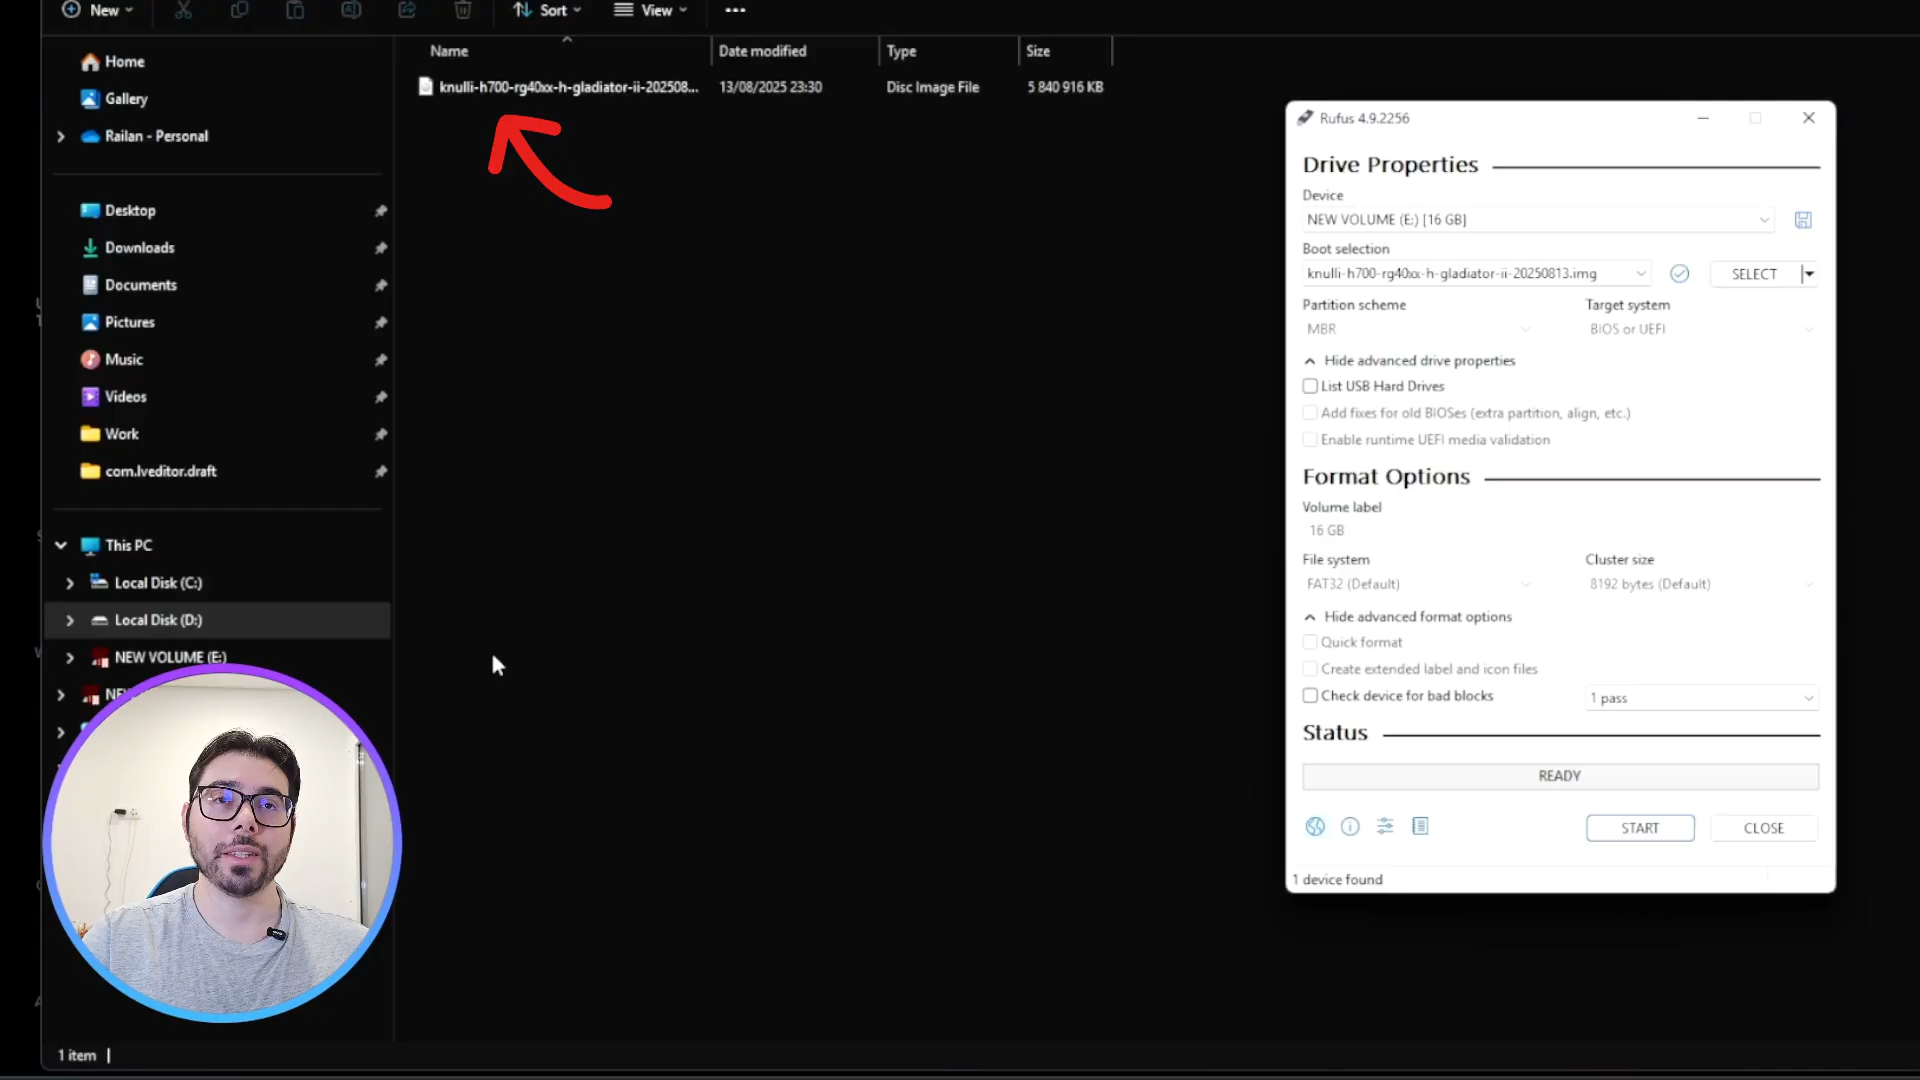 New
Sort
View
Name
Date modified
Type
Size
Home
knulli-h700-rg40xx-h-gladiator-ii-202508...
13/08/2025 23:30
Disc Image File
5 840 916 KB
Gallery
Railan - Personal
Desktop
Downloads
Documents
Pictures
Music
Videos
Work
com.lveditor.draft
This PC
Local Disk (C:)
Local Disk (D:)
NEW VOLUME (E:)
1 item
Rufus 4.9.2256
Drive Properties
Device
NEW VOLUME (E:) [16 GB]
Boot selection
knulli-h700-rg40xx-h-gladiator-ii-20250813.img
SELECT
Partition scheme
Target system
MBR
BIOS or UEFI
Hide advanced drive properties
List USB Hard Drives
Add fixes for old BIOSes (extra partition, align, etc.)
Enable runtime UEFI media validation
Format Options
Volume label
16 GB
File system
Cluster size
FAT32 (Default)
8192 bytes (Default)
Hide advanced format options
Quick format
Create extended label and icon files
Check device for bad blocks
1 pass
Status
READY
START
CLOSE
1 device found